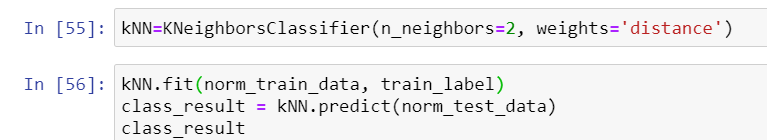 In [55]: kNN=KNeighborsClassifier(n_neighbors=2, weights='distance')
In [56]: kNN.fit(norm_train_data, train_label)
class_result = kNN.predict(norm_test_data)
class_result